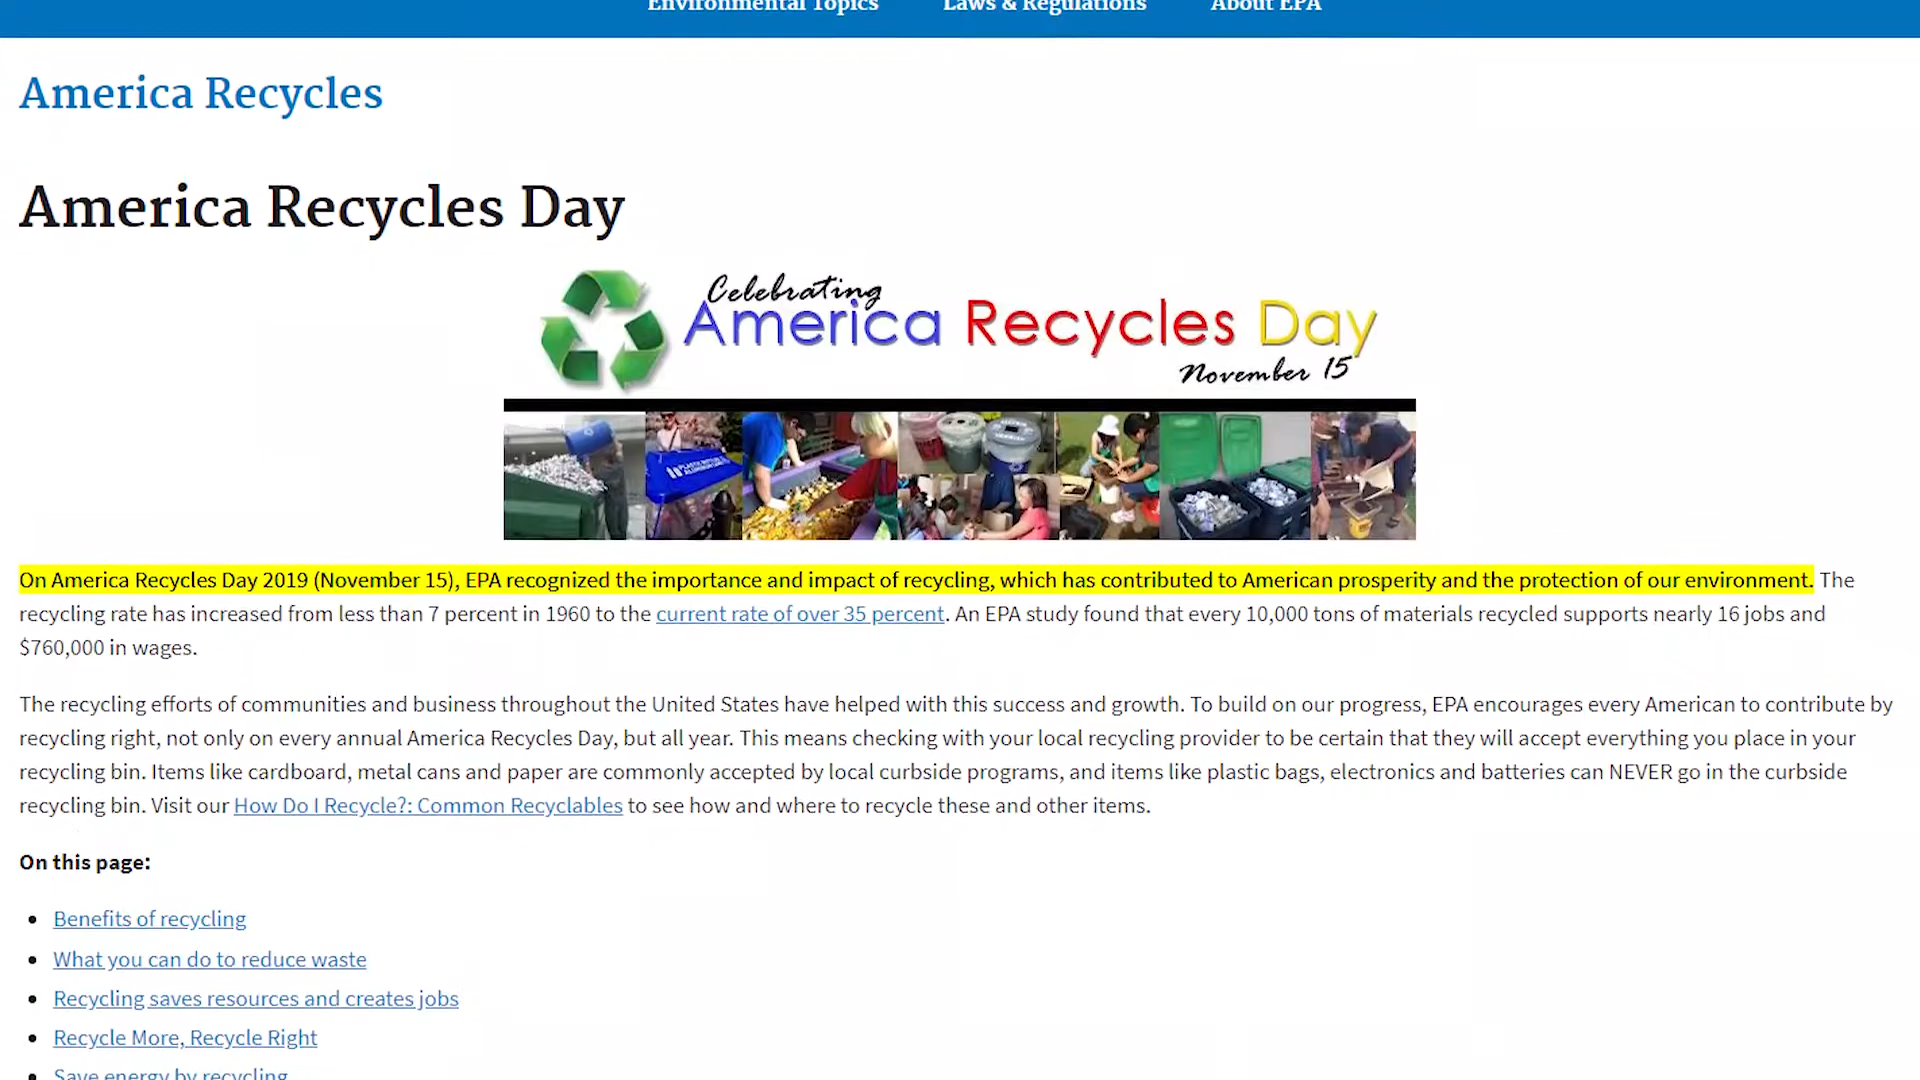 Environmental Topics Laws & Regulations About EPA
America Recycles
America Recycles Day
Celebrating
America Recycles Day
November 15
On America Recycles Day 2019 (November 15), EPA recognized the importance and impact of recycling, which has contributed to American prosperity and the protection of our environment. The
recycling rate has increased from less than 7 percent in 1960 to the current rate of over 35 percent. An EPA study found that every 10,000 tons of materials recycled supports nearly 16 jobs and
$760,000 in wages.
The recycling efforts of communities and business throughout the United States have helped with this success and growth. To build on our progress, EPA encourages every American to contribute by
recycling right, not only on every annual America Recycles Day, but all year. This means checking with your local recycling provider to be certain that they will accept everything you place in your
recycling bin. Items like cardboard, metal cans and paper are commonly accepted by local curbside programs, and items like plastic bags, electronics and batteries can NEVER go in the curbside
recycling bin. Visit our How Do I Recycle?: Common Recyclables to see how and where to recycle these and other items.
On this page:
Benefits of recycling
What you can do to reduce waste
Recycling saves resources and creates jobs
Recycle More, Recycle Right
Save energy by recycling